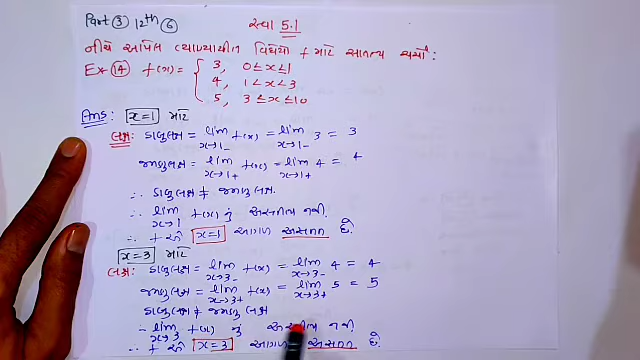 Part ③ 12th ⑥ સ્વા 5.1
નીચે આપેલ વ્યાખ્યાયીત વિધેયો f માટે સાતત્ય ચર્ચો :
Ex ⑭ f(x) = { 3, 0 ≤ x ≤ 1
4, 1 < x < 3
5, 3 ≤ x ≤ 10
Ans: x = 1 માટે
લક્ષ: ડાબુલક્ષ = lim x→1- f(x) = lim x→1- 3 = 3
જમણુલક્ષ = lim x→1+ f(x) = lim x→1+ 4 = 4
∴ ડાબુલક્ષ ≠ જમણુલક્ષ.
∴ lim x→1 f(x) નું અસ્તિત્વ નથી.
∴ f એ x = 1 આગળ અસતત છે.
x = 3 માટે
લક્ષ: ડાબુલક્ષ = lim x→3- f(x) = lim x→3- 4 = 4
જમણુલક્ષ = lim x→3+ f(x) = lim x→3+ 5 = 5
ડાબુલક્ષ ≠ જમણુ લક્ષ
∴ lim x→3 f(x) નું અસ્તિત્વ નથી.
∴ f એ x = 3 આગળ અસતત છે.